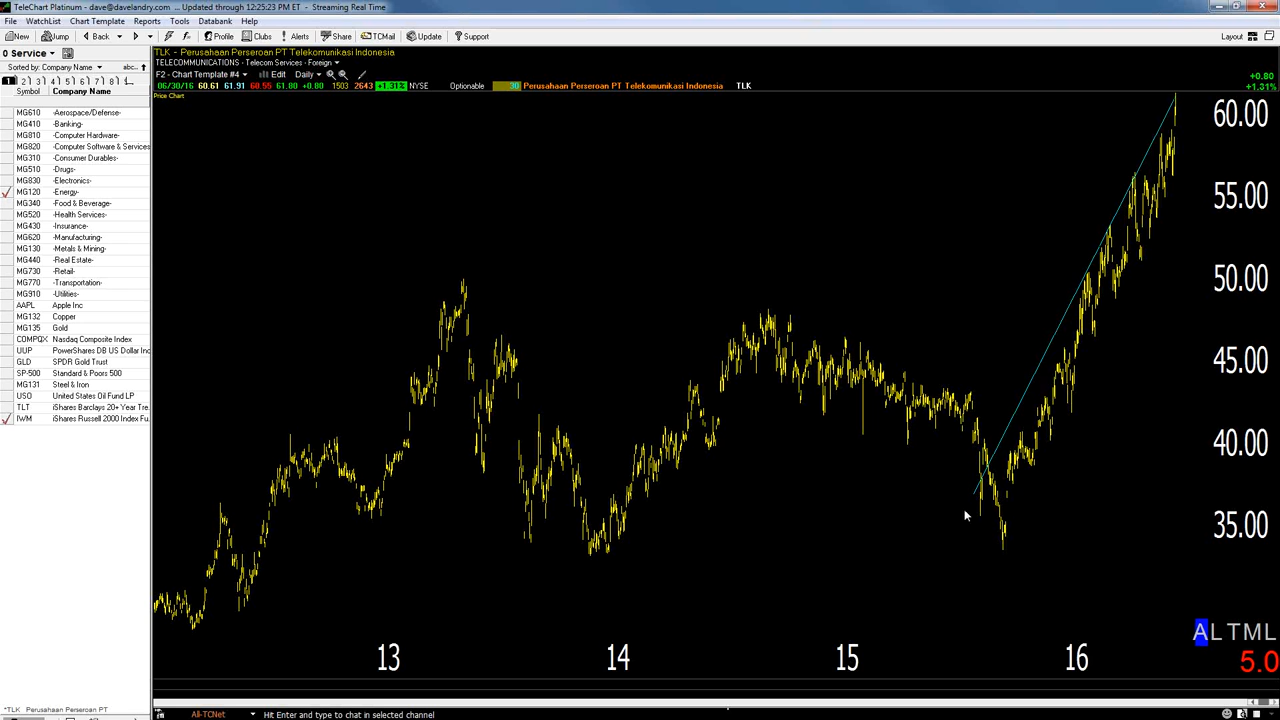 TeleChart Platinum - dave@davelandry.com ... Updated through 12:25:23 PM ET - Streaming Real Time
File WatchList Chart Template Reports Tools Databank Help
New Jump Back Profile Clubs Alerts Share TCMail Update Support Layout
0 Service
Sorted by: Company Name abc..
1 2 3 4 5 6 7 8
Symbol Company Name
MG610 -Aerospace/Defense-
MG410 -Banking-
MG810 -Computer Hardware-
MG820 -Computer Software & Services
MG310 -Consumer Durables-
MG510 -Drugs-
MG830 -Electronics-
MG120 -Energy-
MG340 -Food & Beverage-
MG520 -Health Services-
MG430 -Insurance-
MG620 -Manufacturing-
MG130 -Metals & Mining-
MG440 -Real Estate-
MG730 -Retail-
MG770 -Transportation-
MG910 -Utilities-
AAPL Apple Inc
MG132 Copper
MG135 Gold
COMPQX Nasdaq Composite Index
UUP PowerShares DB US Dollar Inc
GLD SPDR Gold Trust
SP-500 Standard & Poors 500
MG131 Steel & Iron
USO United States Oil Fund LP
TLT iShares Barclays 20+ Year Tre..
IWM iShares Russell 2000 Index Fu..
*TLK Perusahaan Perseroan PT
TLK - Perusahaan Perseroan PT Telekomunikasi Indonesia
TELECOMMUNICATIONS - Telecom Services - Foreign
F2 - Chart Template #4 Edit Daily
06/30/16 60.61 61.91 60.55 61.80 +0.80 1503 2643 +1.31% NYSE Optionable 30 Perusahaan Perseroan PT Telekomunikasi Indonesia TLK
Price Chart
+0.80
+1.31%
60.00
55.00
50.00
45.00
40.00
35.00
ALTML
5.0
13 14 15 16
All-TCNet Hit Enter and type to chat in selected channel